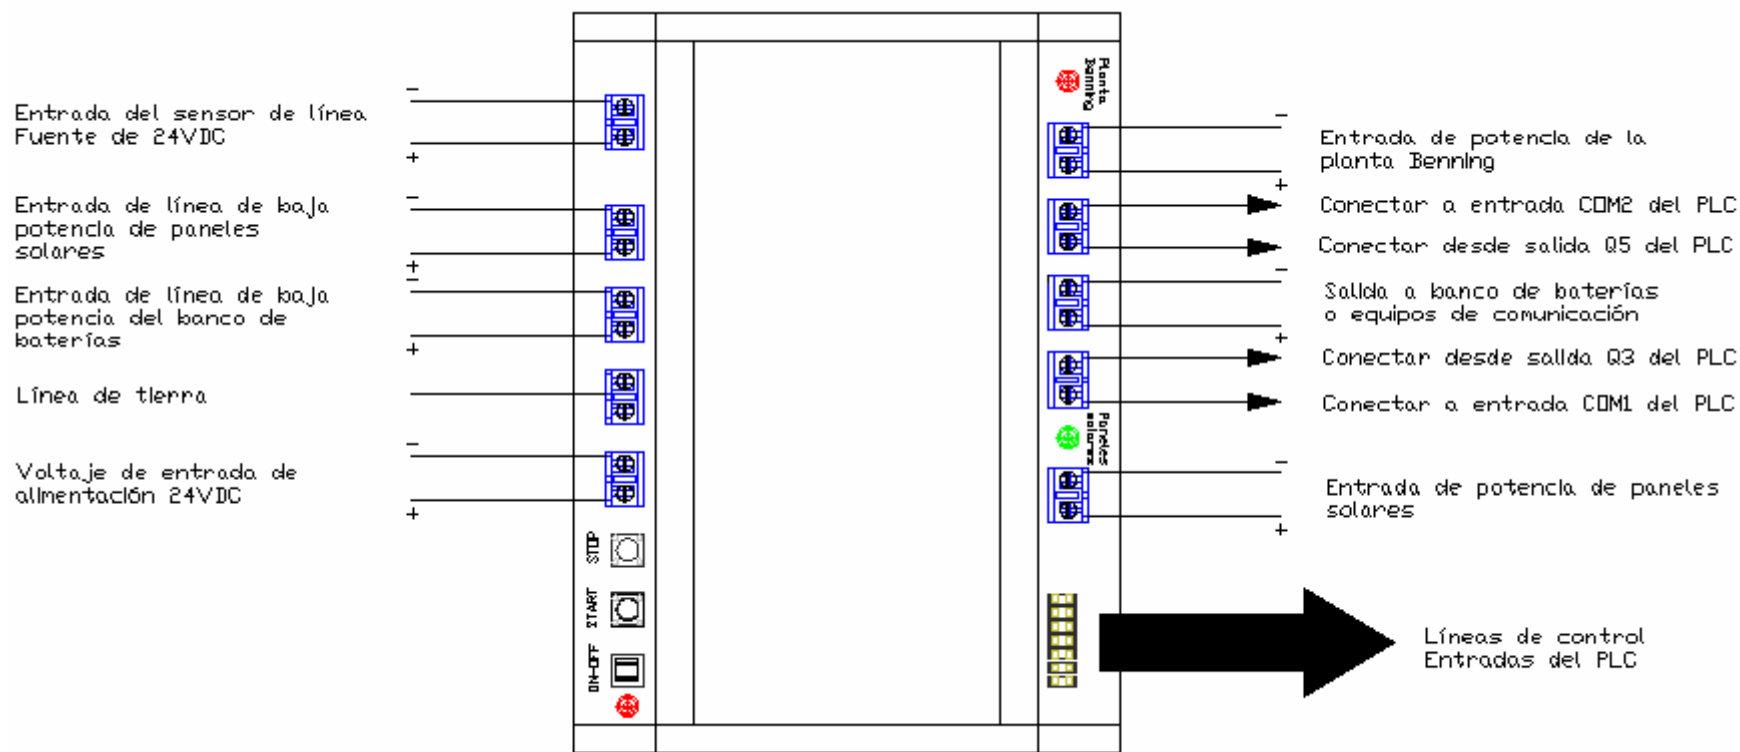 Entrada del sensor de línea
Fuente de 24VDC
-
+
Entrada de línea de baja
potencia de paneles
solares
-
+
Entrada de línea de baja
potencia del banco de
baterías
-
+
Línea de tierra
Voltaje de entrada de
alimentación 24VDC
-
+
STOP
START
ON-OFF
Planta
Benning
-
+
Entrada de potencia de la
planta Benning
Conectar a entrada COM2 del PLC
Conectar desde salida Q5 del PLC
-
+
Salida a banco de baterías
o equipos de comunicación
Conectar desde salida Q3 del PLC
Conectar a entrada COM1 del PLC
Paneles
solares
-
+
Entrada de potencia de paneles
solares
Líneas de control
Entradas del PLC